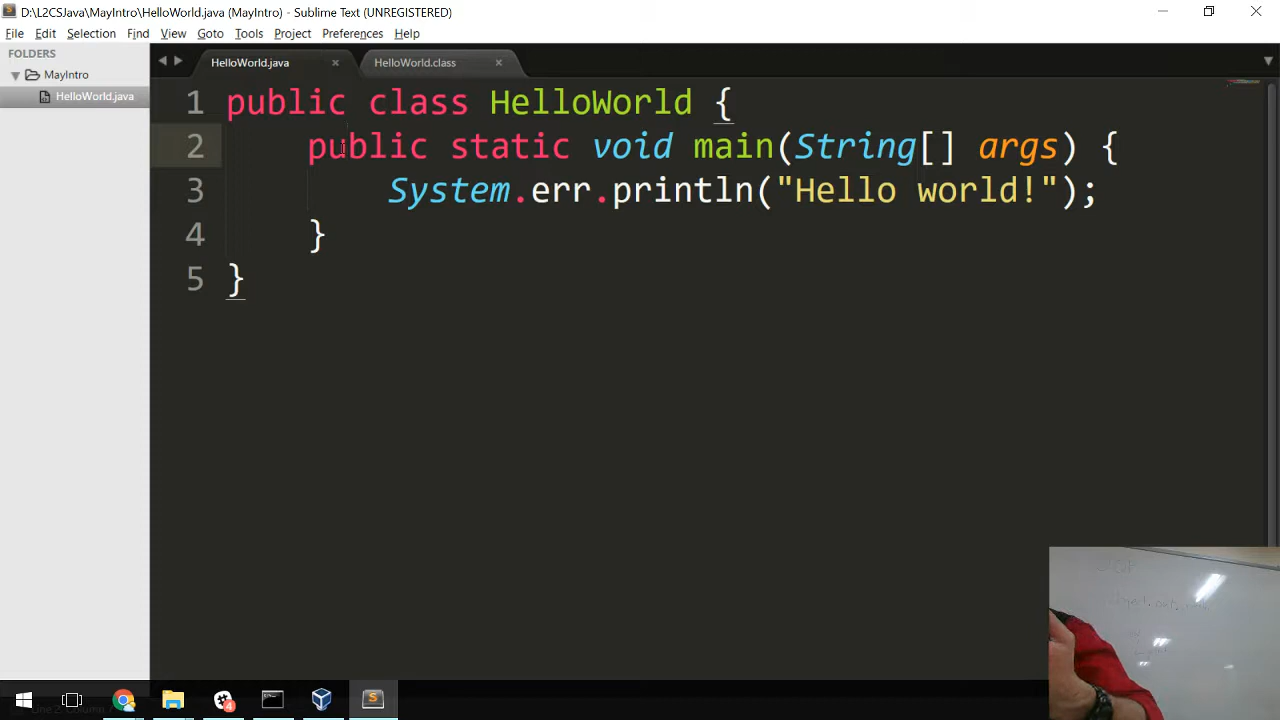 D:\L2CSJava\MayIntro\HelloWorld.java (MayIntro) - Sublime Text (UNREGISTERED)
File Edit Selection Find View Goto Tools Project Preferences Help
FOLDERS
MayIntro
HelloWorld.java
HelloWorld.java HelloWorld.class
1 public class HelloWorld {
2 public static void main(String[] args) {
3 System.err.println("Hello world!");
4 }
5 }
4